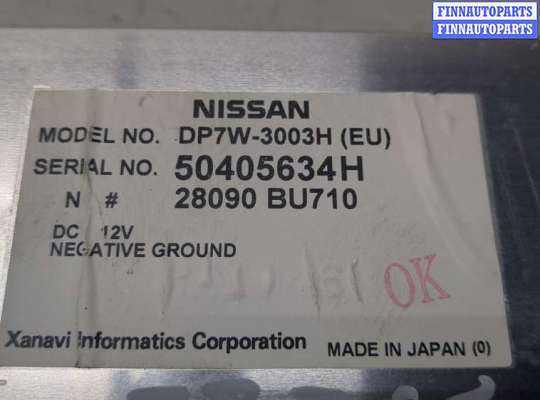 FINNAUTOPARTS
FINNAUTOPARTS
NISSAN
MODEL NO. DP7W-3003H (EU)
SERIAL NO. 50405634H
N # 28090 BU710
DC 12V
NEGATIVE GROUND
OK
Xanavi Informatics Corporation
MADE IN JAPAN (0)